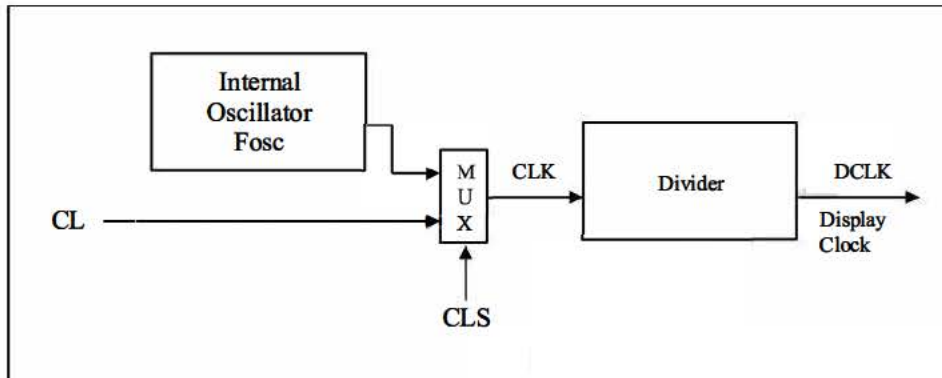 Internal
Oscillator
Fosc
M
U
X
CL
CLS
CLK
Divider
DCLK
Display
Clock